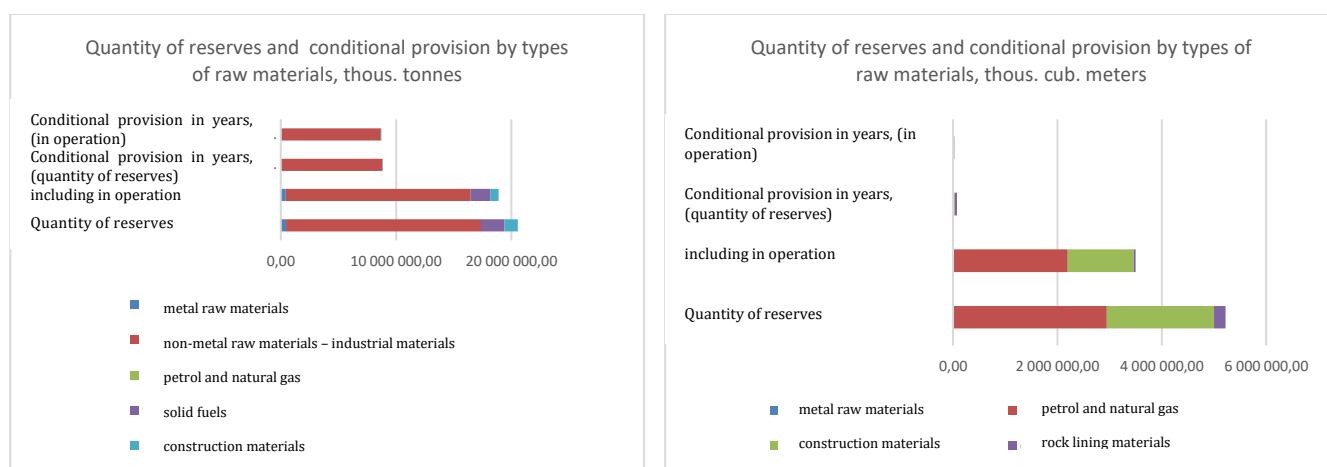 Quantity of reserves and conditional provision by types
of raw materials, thous. tonnes
Conditional provision in years,
(in operation)
Conditional provision in years,
(quantity of reserves)
including in operation
Quantity of reserves
0,00 10 000 000,00 20 000 000,00
metal raw materials
non-metal raw materials – industrial materials
petrol and natural gas
solid fuels
construction materials
Quantity of reserves and conditional provision by types of
raw materials, thous. cub. meters
Conditional provision in years, (in
operation)
Conditional provision in years,
(quantity of reserves)
including in operation
Quantity of reserves
0,00 2 000 000,00 4 000 000,00 6 000 000,00
metal raw materials
petrol and natural gas
construction materials
rock lining materials